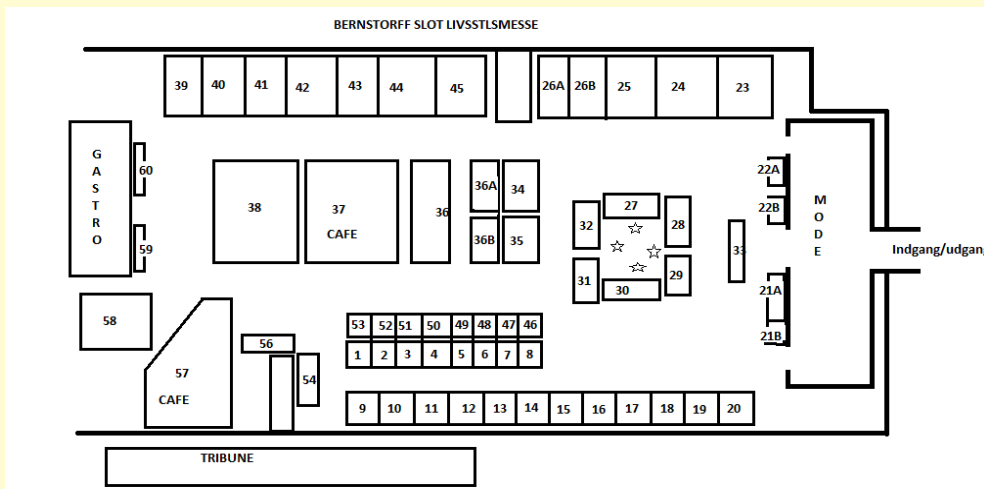 BERNSTORFF SLOT LIVSSTLSMESSE
39 40 41 42 43 44 45 26A 26B 25 24 23
GASTRO
60
59
38
37
CAFE
36
36A 34
36B 35
27
32 28
31 29
30
33
22A
22B
MODE
21A
21B
Indgang/udgang
58
57
CAFE
56
54
53 52 51 50 49 48 47 46
1 2 3 4 5 6 7 8
9 10 11 12 13 14 15 16 17 18 19 20
TRIBUNE